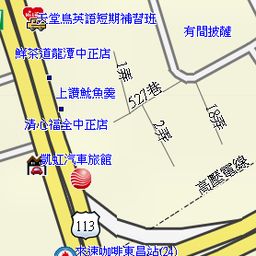 天堂鳥英語短期補習班
有間披薩
鮮茶道龍潭中正店
1弄
上讚魷魚羹
527巷
18弄
清心福全中正店
2弄
凱虹汽車旅館
高壓電線
113
來速咖啡東昌站(24)